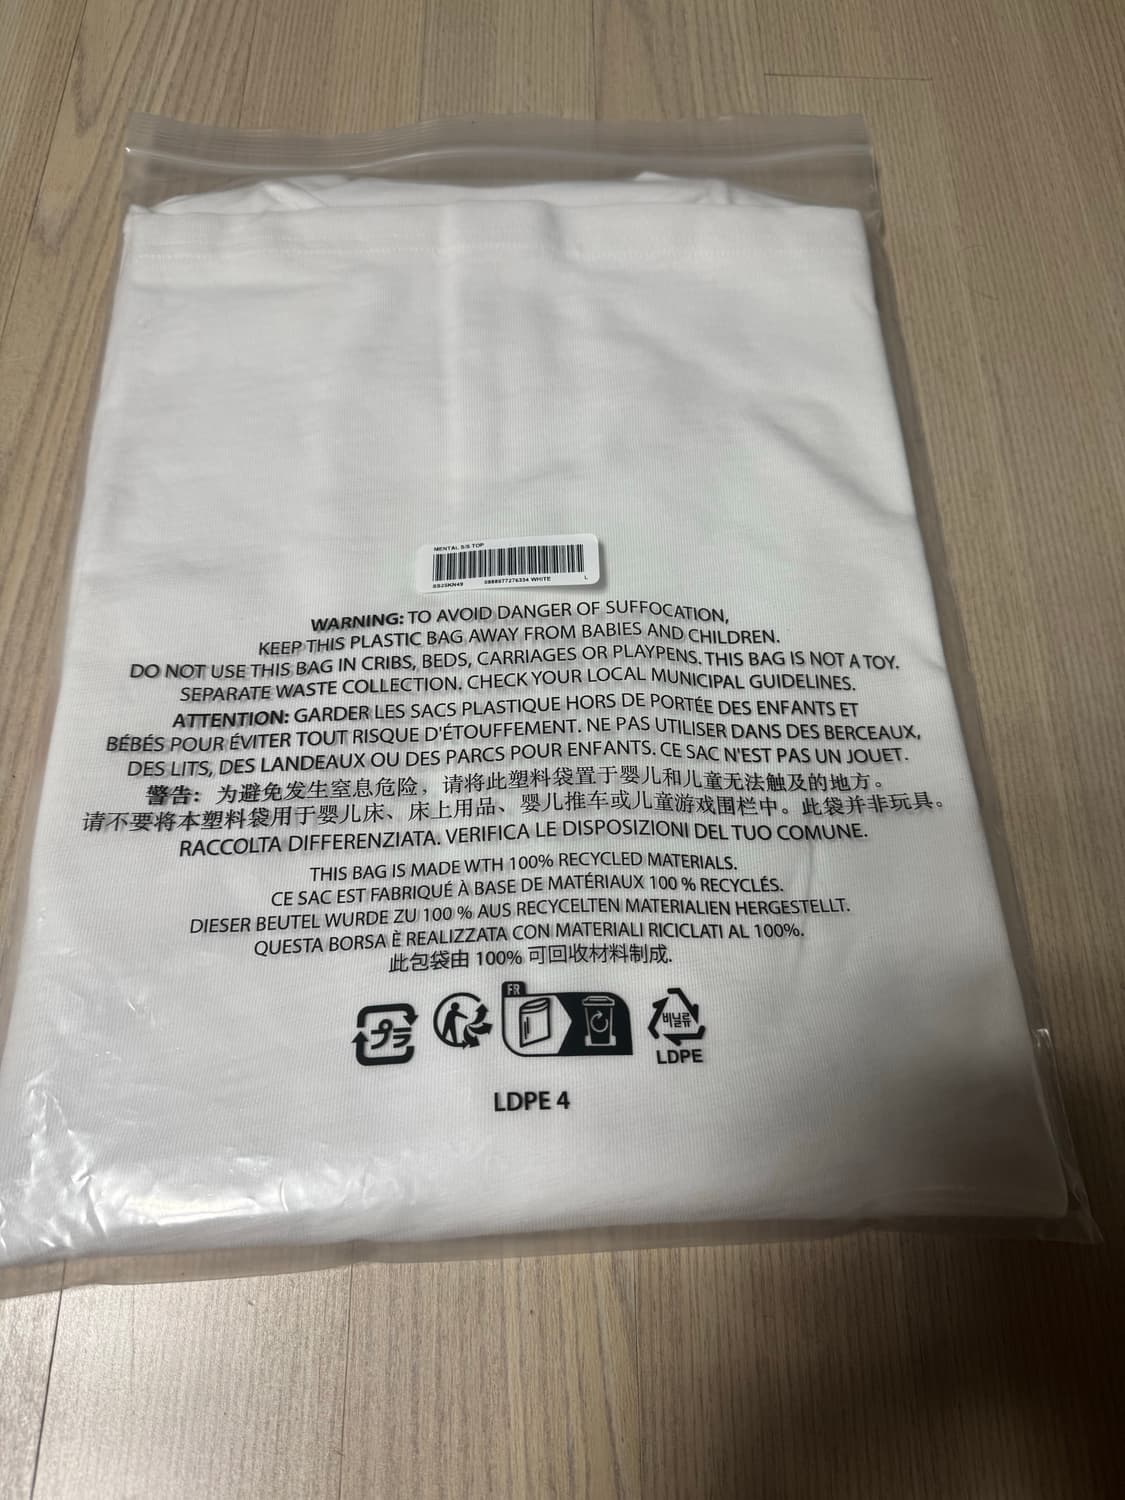 MENTAL S/S TOP
SS25KN49 0888977276334 WHITE L
WARNING: TO AVOID DANGER OF SUFFOCATION,
KEEP THIS PLASTIC BAG AWAY FROM BABIES AND CHILDREN.
DO NOT USE THIS BAG IN CRIBS, BEDS, CARRIAGES OR PLAYPENS. THIS BAG IS NOT A TOY.
SEPARATE WASTE COLLECTION. CHECK YOUR LOCAL MUNICIPAL GUIDELINES.
ATTENTION: GARDER LES SACS PLASTIQUE HORS DE PORTÉE DES ENFANTS ET
BÉBÉS POUR ÉVITER TOUT RISQUE D'ÉTOUFFEMENT. NE PAS UTILISER DANS DES BERCEAUX,
DES LITS, DES LANDEAUX OU DES PARCS POUR ENFANTS. CE SAC N'EST PAS UN JOUET.
警告：为避免发生窒息危险，请将此塑料袋置于婴儿和儿童无法触及的地方。
请不要将本塑料袋用于婴儿床、床上用品、婴儿推车或儿童游戏围栏中。此袋并非玩具。
RACCOLTA DIFFERENZIATA. VERIFICA LE DISPOSIZIONI DEL TUO COMUNE.
THIS BAG IS MADE WTH 100% RECYCLED MATERIALS.
CE SAC EST FABRIQUÉ À BASE DE MATÉRIAUX 100 % RECYCLÉS.
DIESER BEUTEL WURDE ZU 100 % AUS RECYCELTEN MATERIALIEN HERGESTELLT.
QUESTA BORSA È REALIZZATA CON MATERIALI RICICLATI AL 100%.
此包袋由 100% 可回收材料制成.
プラ
FR
비닐류
LDPE
LDPE 4